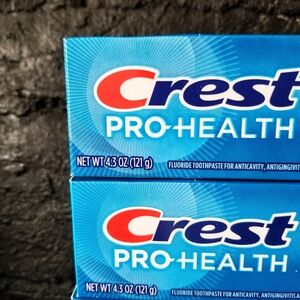 Crest
PRO-HEALTH
NET WT 4.3 OZ (121 g)
FLUORIDE TOOTHPASTE FOR ANTICAVITY, ANTIGINGIVIT
Crest
PRO-HEALTH
NET WT 4.3 OZ (121 g)
FLUORIDE TOOTHPASTE FOR ANTICAVITY, ANTIGINGIVITIS